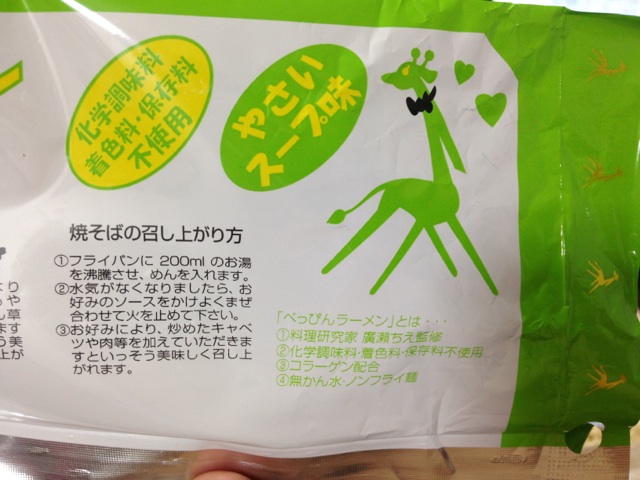 化学調味料
着色料・保存料
不使用
やさい
スープ味
焼そばの召し上がり方
①フライパンに 200ml のお湯
を沸騰させ、めんを入れます。
②水気がなくなりましたら、お
好みのソースをかけよくまぜ
合わせて火を止めて下さい。
③お好みにより、炒めたキャベ
ツや肉等を加えていただきま
すといっそう美味しく召し上
がれます。
「べっぴんラーメン」とは・・・
①料理研究家 廣瀬ちえ監修
②化学調味料・着色料・保存料不使用
③コラーゲン配合
④無かん水・ノンフライ麺
より
や
し草
ます
う美
上が